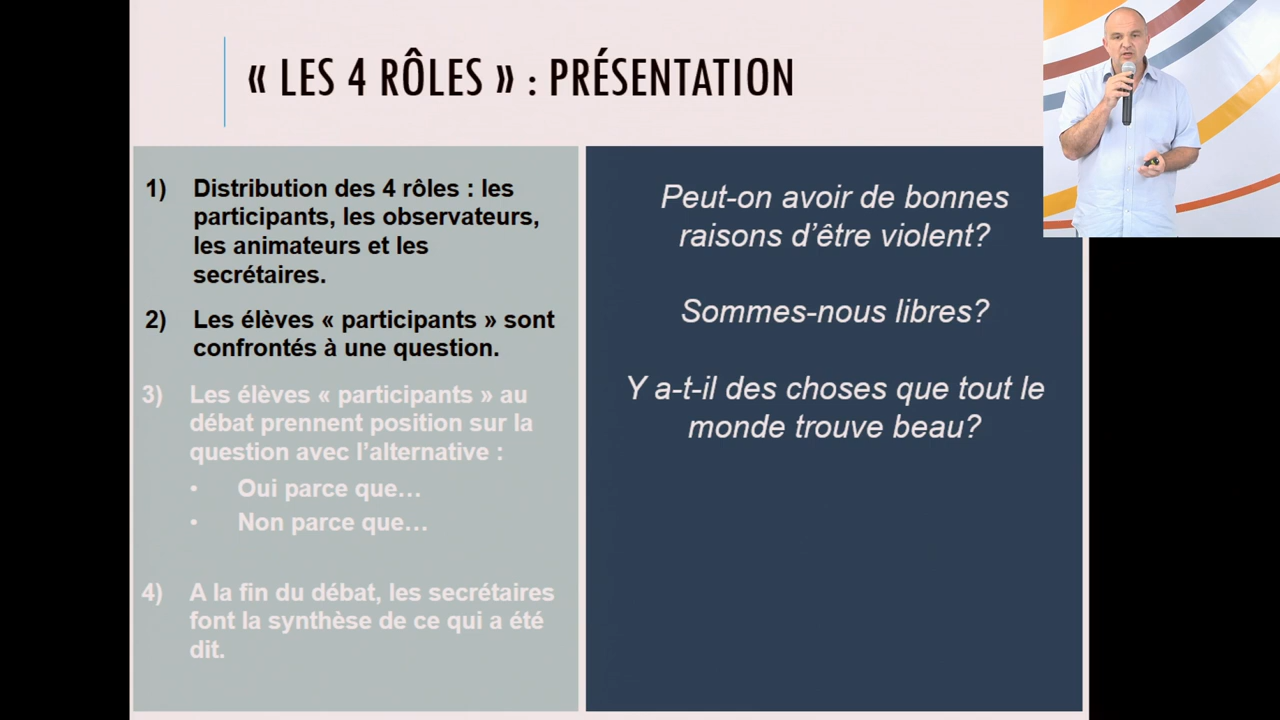 « LES 4 RÔLES » : PRÉSENTATION
1) Distribution des 4 rôles : les
participants, les observateurs,
les animateurs et les
secrétaires.
2) Les élèves « participants » sont
confrontés à une question.
3) Les élèves « participants » au
débat prennent position sur la
question avec l’alternative :
• Oui parce que…
• Non parce que…
4) A la fin du débat, les secrétaires
font la synthèse de ce qui a été
dit.
Peut-on avoir de bonnes
raisons d’être violent?
Sommes-nous libres?
Y a-t-il des choses que tout le
monde trouve beau?